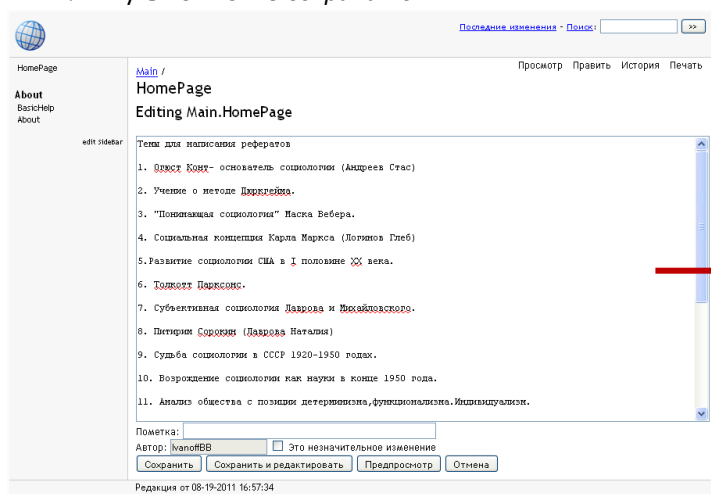 Последние изменения - Поиск: >>
HomePage
About
BasicHelp
About
edit SideBar
Просмотр Править История Печать
Main /
HomePage
Editing Main.HomePage
Темы для написания рефератов
1. Огюст Конт- основатель социологии (Андреев Стас)
2. Учение о методе Дюркгейма.
3. "Понимающая социология" Маска Вебера.
4. Социальная концепция Карла Маркса (Логинов Глеб)
5.Развитие социологии США в I половине XX века.
6. Толкотт Парксонс.
7. Субъективная социология Лаврова и Михайловского.
8. Питирим Сорокин (Лаврова Наталия)
9. Судьба социологии в СССР 1920-1950 годах.
10. Возрождение социологии как науки в конце 1950 года.
11. Анализ общества с позиции детерминизма,функционализма.Индивидуализм.
Пометка:
Автор: IvanoffBB Это незначительное изменение
Сохранить Сохранить и редактировать Предпросмотр Отмена
Редакция от 08-19-2011 16:57:34